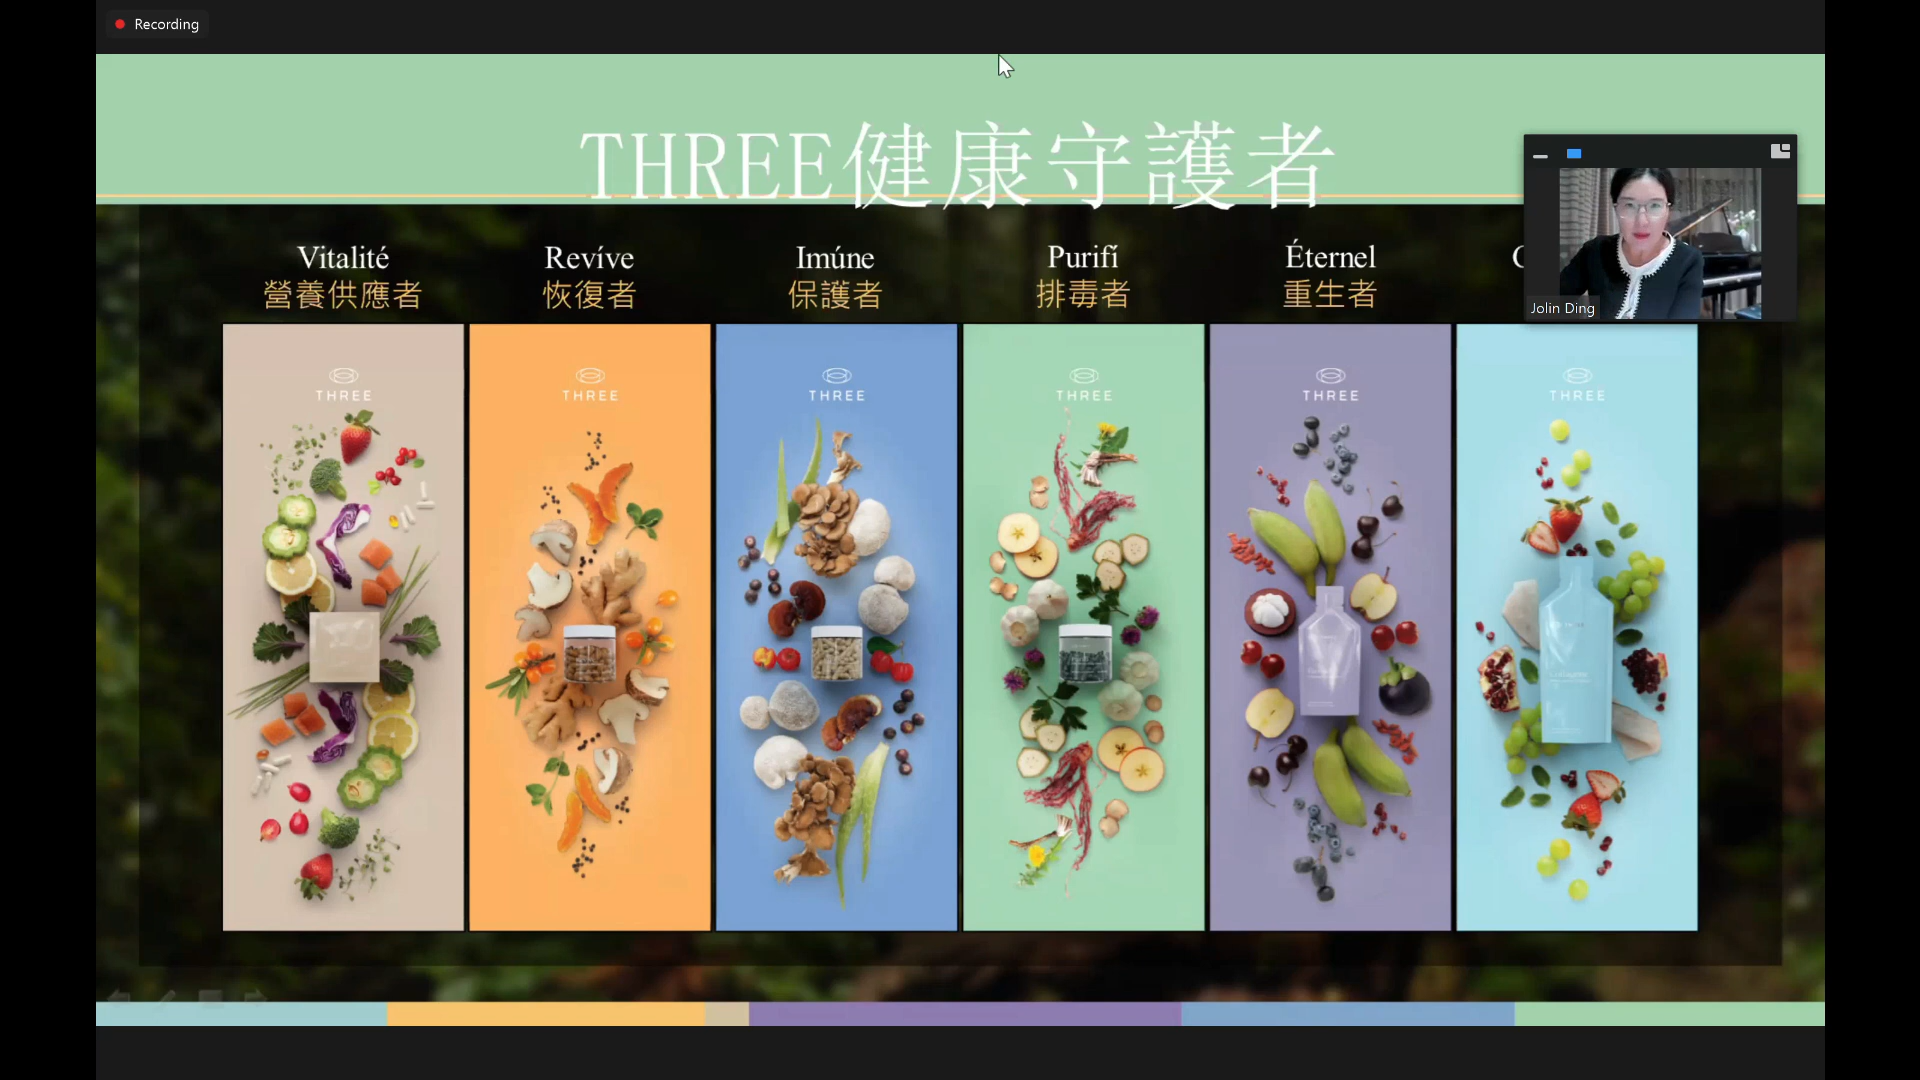 Recording
THREE健康守護者
Vitalité
營養供應者
Revíve
恢復者
Imúne
保護者
Purifí
排毒者
Éternel
重生者
Jolin Ding
THREE
THREE
THREE
THREE
THREE
THREE